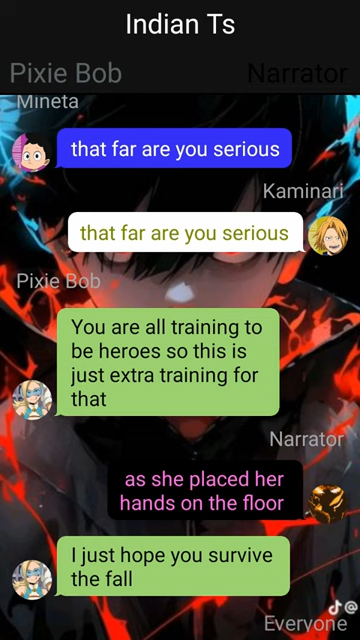 Indian Ts
Pixie Bob
Narrator
Mineta
that far are you serious
Kaminari
that far are you serious
Pixie Bob
You are all training to
be heroes so this is
just extra training for
that
Narrator
as she placed her
hands on the floor
I just hope you survive
the fall
Everyone
@